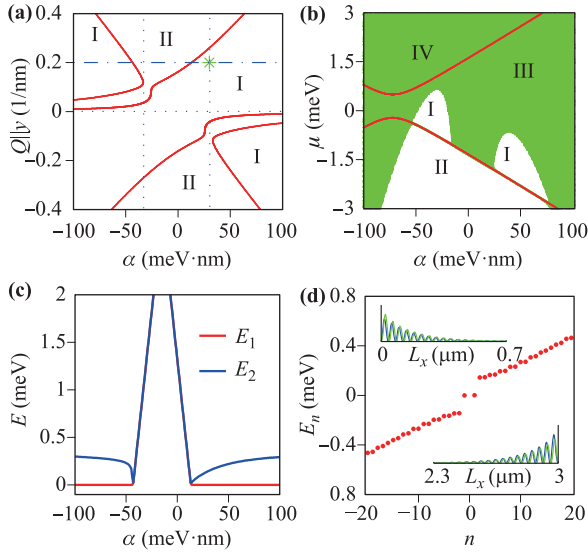 (a)
0.4
0.2
0
−0.2
0.4
Q||y (1/nm)
I
II
I
II
I
−100
−50
0
50
100
α (meV·nm)
(b)
3
1.5
0
−1.5
−3
μ (meV)
IV
III
I
II
I
−100
−50
0
50
100
α (meV·nm)
(c)
2
1
0
E (meV)
E₁
E₂
−100
−50
0
50
100
α (meV·nm)
(d)
0.8
0.4
0
−0.4
0.8
Eₙ (meV)
0 Lₓ (μm) 0.7
2.3 Lₓ (μm) 3
−20
−10
0
10
20
n